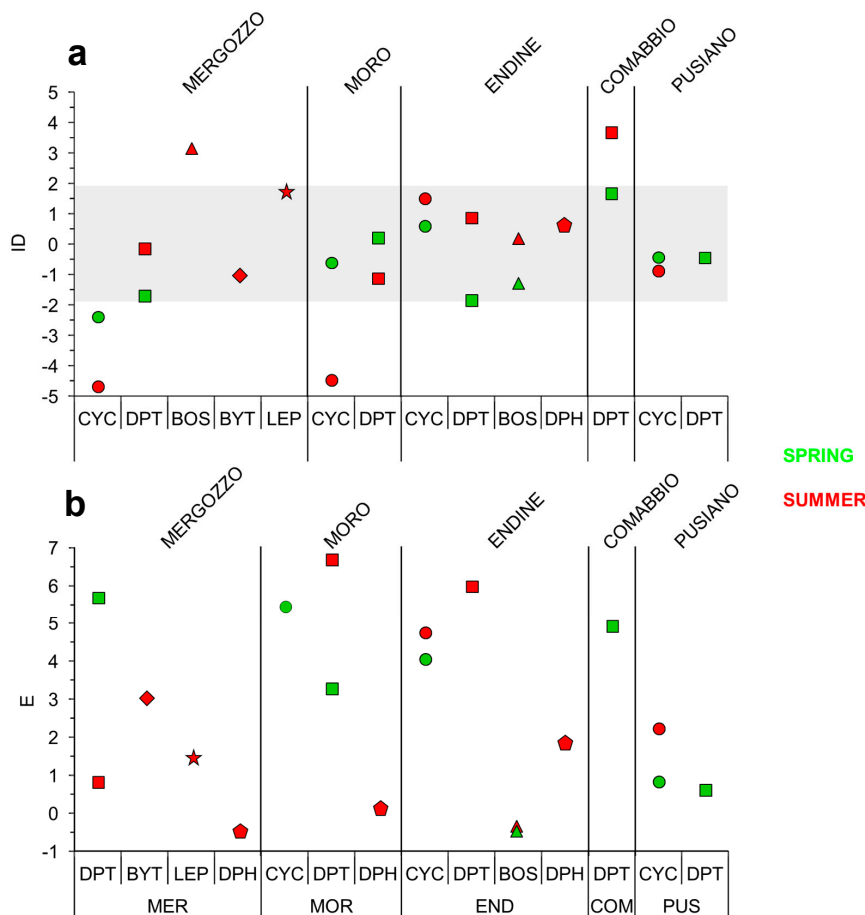 a
MERGOZZO MORO ENDINE COMABBIO PUSIANO
5
4
3
2
1
0
-1
-2
-3
-4
-5
ID
CYC DPT BOS BYT LEP CYC DPT CYC DPT BOS DPH DPT CYC DPT
SPRING
SUMMER
b
MERGOZZO MORO ENDINE COMABBIO PUSIANO
7
6
5
4
3
2
1
0
-1
E
DPT BYT LEP DPH CYC DPT DPH CYC DPT BOS DPH DPT CYC DPT
MER MOR END COM PUS